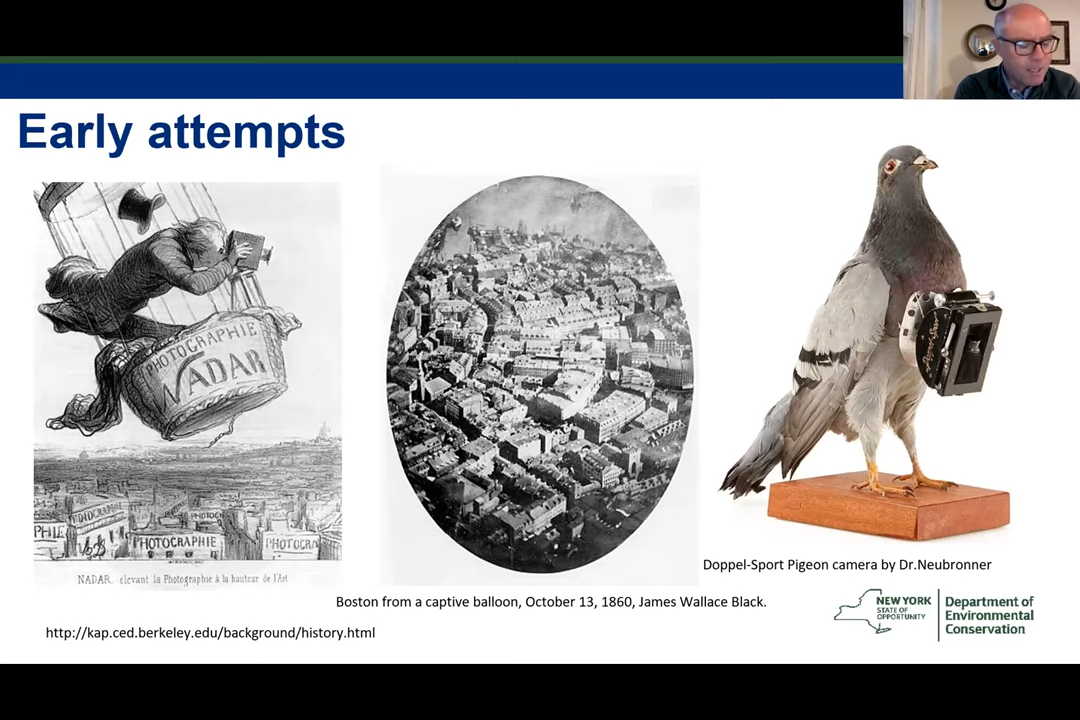 Early attempts
PHOTOGRAPHIE
NADAR
PHIE
PHOTOGRAPHIE
NADAR élevant la Photographie à la hauteur de l'Art
Boston from a captive balloon, October 13, 1860, James Wallace Black.
Doppel-Sport Pigeon camera by Dr.Neubronner
http://kap.ced.berkeley.edu/background/history.html
NEW YORK
STATE OF
OPPORTUNITY
Department of
Environmental
Conservation